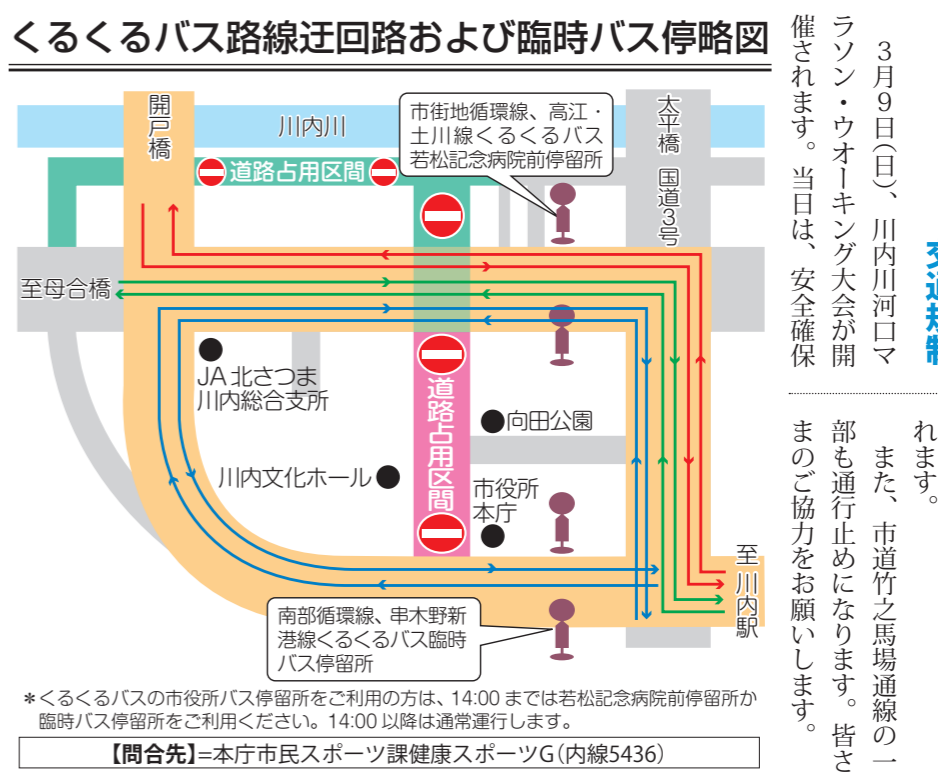 くるくるバス路線迂回路および臨時バス停略図
開戸橋
川内川
市街地循環線、高江・
土川線くるくるバス
若松記念病院前停留所
太平橋
国道3号
道路占用区間
至母合橋
JA北さつま
川内総合支所
道路占用区間
向田公園
川内文化ホール
市役所
本庁
至川内駅
南部循環線、串木野新
港線くるくるバス臨時
バス停留所
*くるくるバスの市役所バス停留所をご利用の方は、14:00 までは若松記念病院前停留所か
臨時バス停留所をご利用ください。14:00 以降は通常運行します。
【問合先】=本庁市民スポーツ課健康スポーツG(内線5436)
交通規制
3月9日(日)、川内川河口マ
ラソン・ウオーキング大会が開
催されます。当日は、安全確保
れます。
また、市道竹之馬場通線の一
部も通行止めになります。皆さ
まのご協力をお願いします。